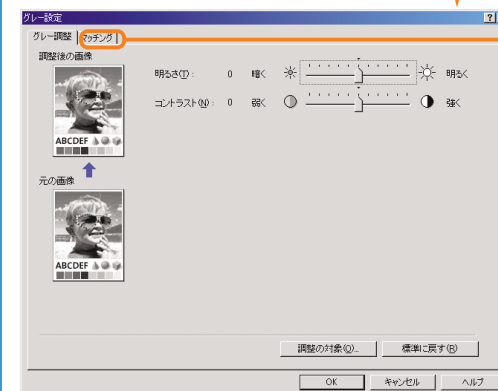 グレー設定
グレー調整 マッチング
調整後の画像
明るさ(T): 0 暗く 明るく
コントラスト(N): 0 弱く 強く
ABCDEF
元の画像
ABCDEF
調整の対象(O)... 標準に戻す(R)
OK キャンセル ヘルプ